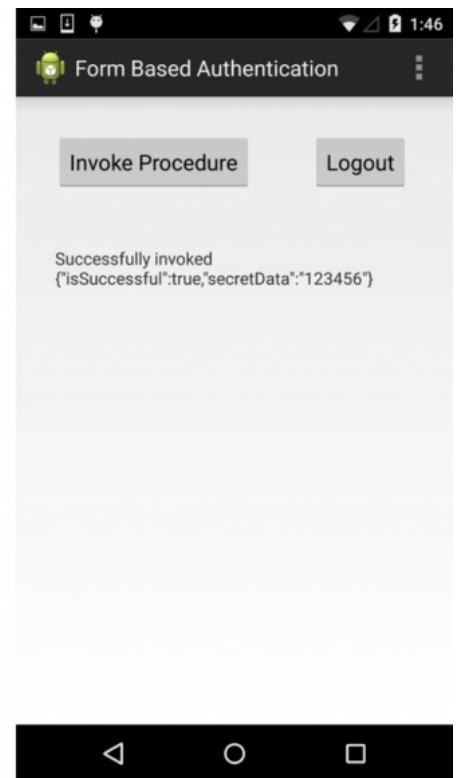 1:46
Form Based Authentication
Invoke Procedure
Logout
Successfully invoked
{"isSuccessful":true,"secretData":"123456"}